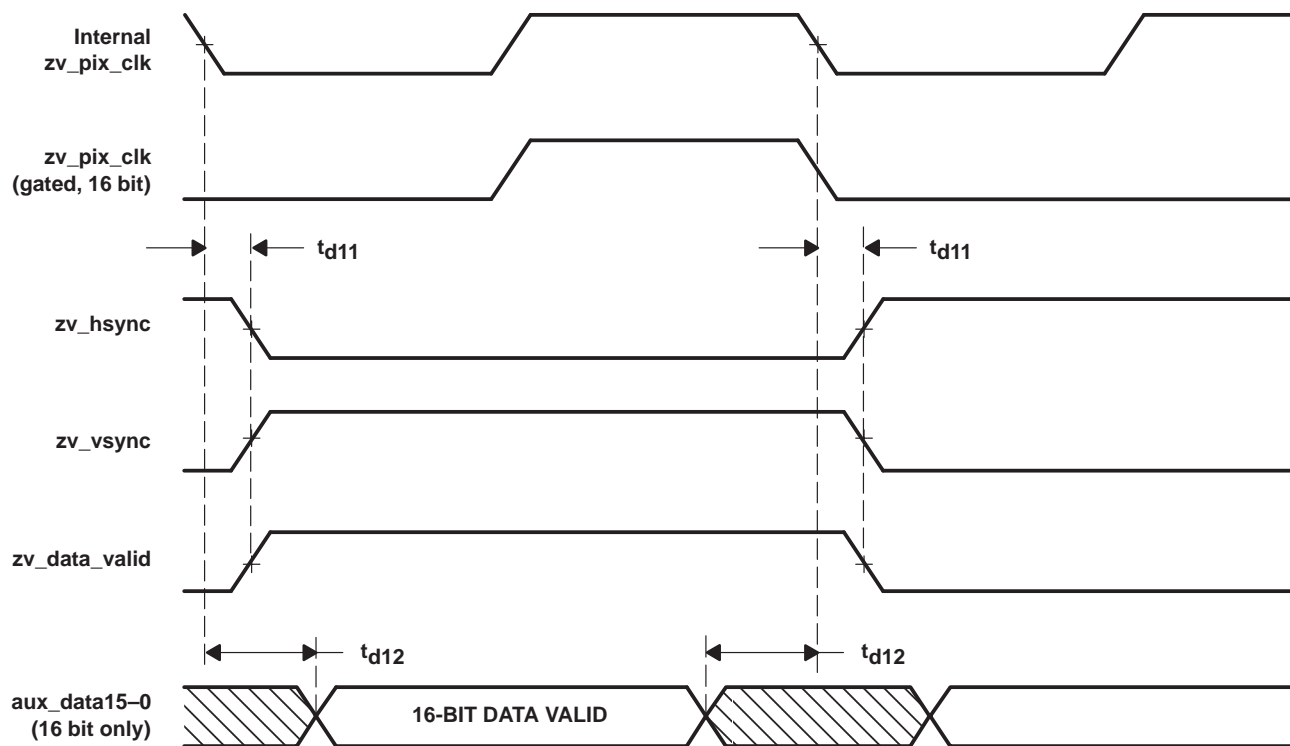 Internal
zv_pix_clk
zv_pix_clk
(gated, 16 bit)
td11
td11
zv_hsync
zv_vsync
zv_data_valid
td12
td12
aux_data15–0
(16 bit only)
16-BIT DATA VALID